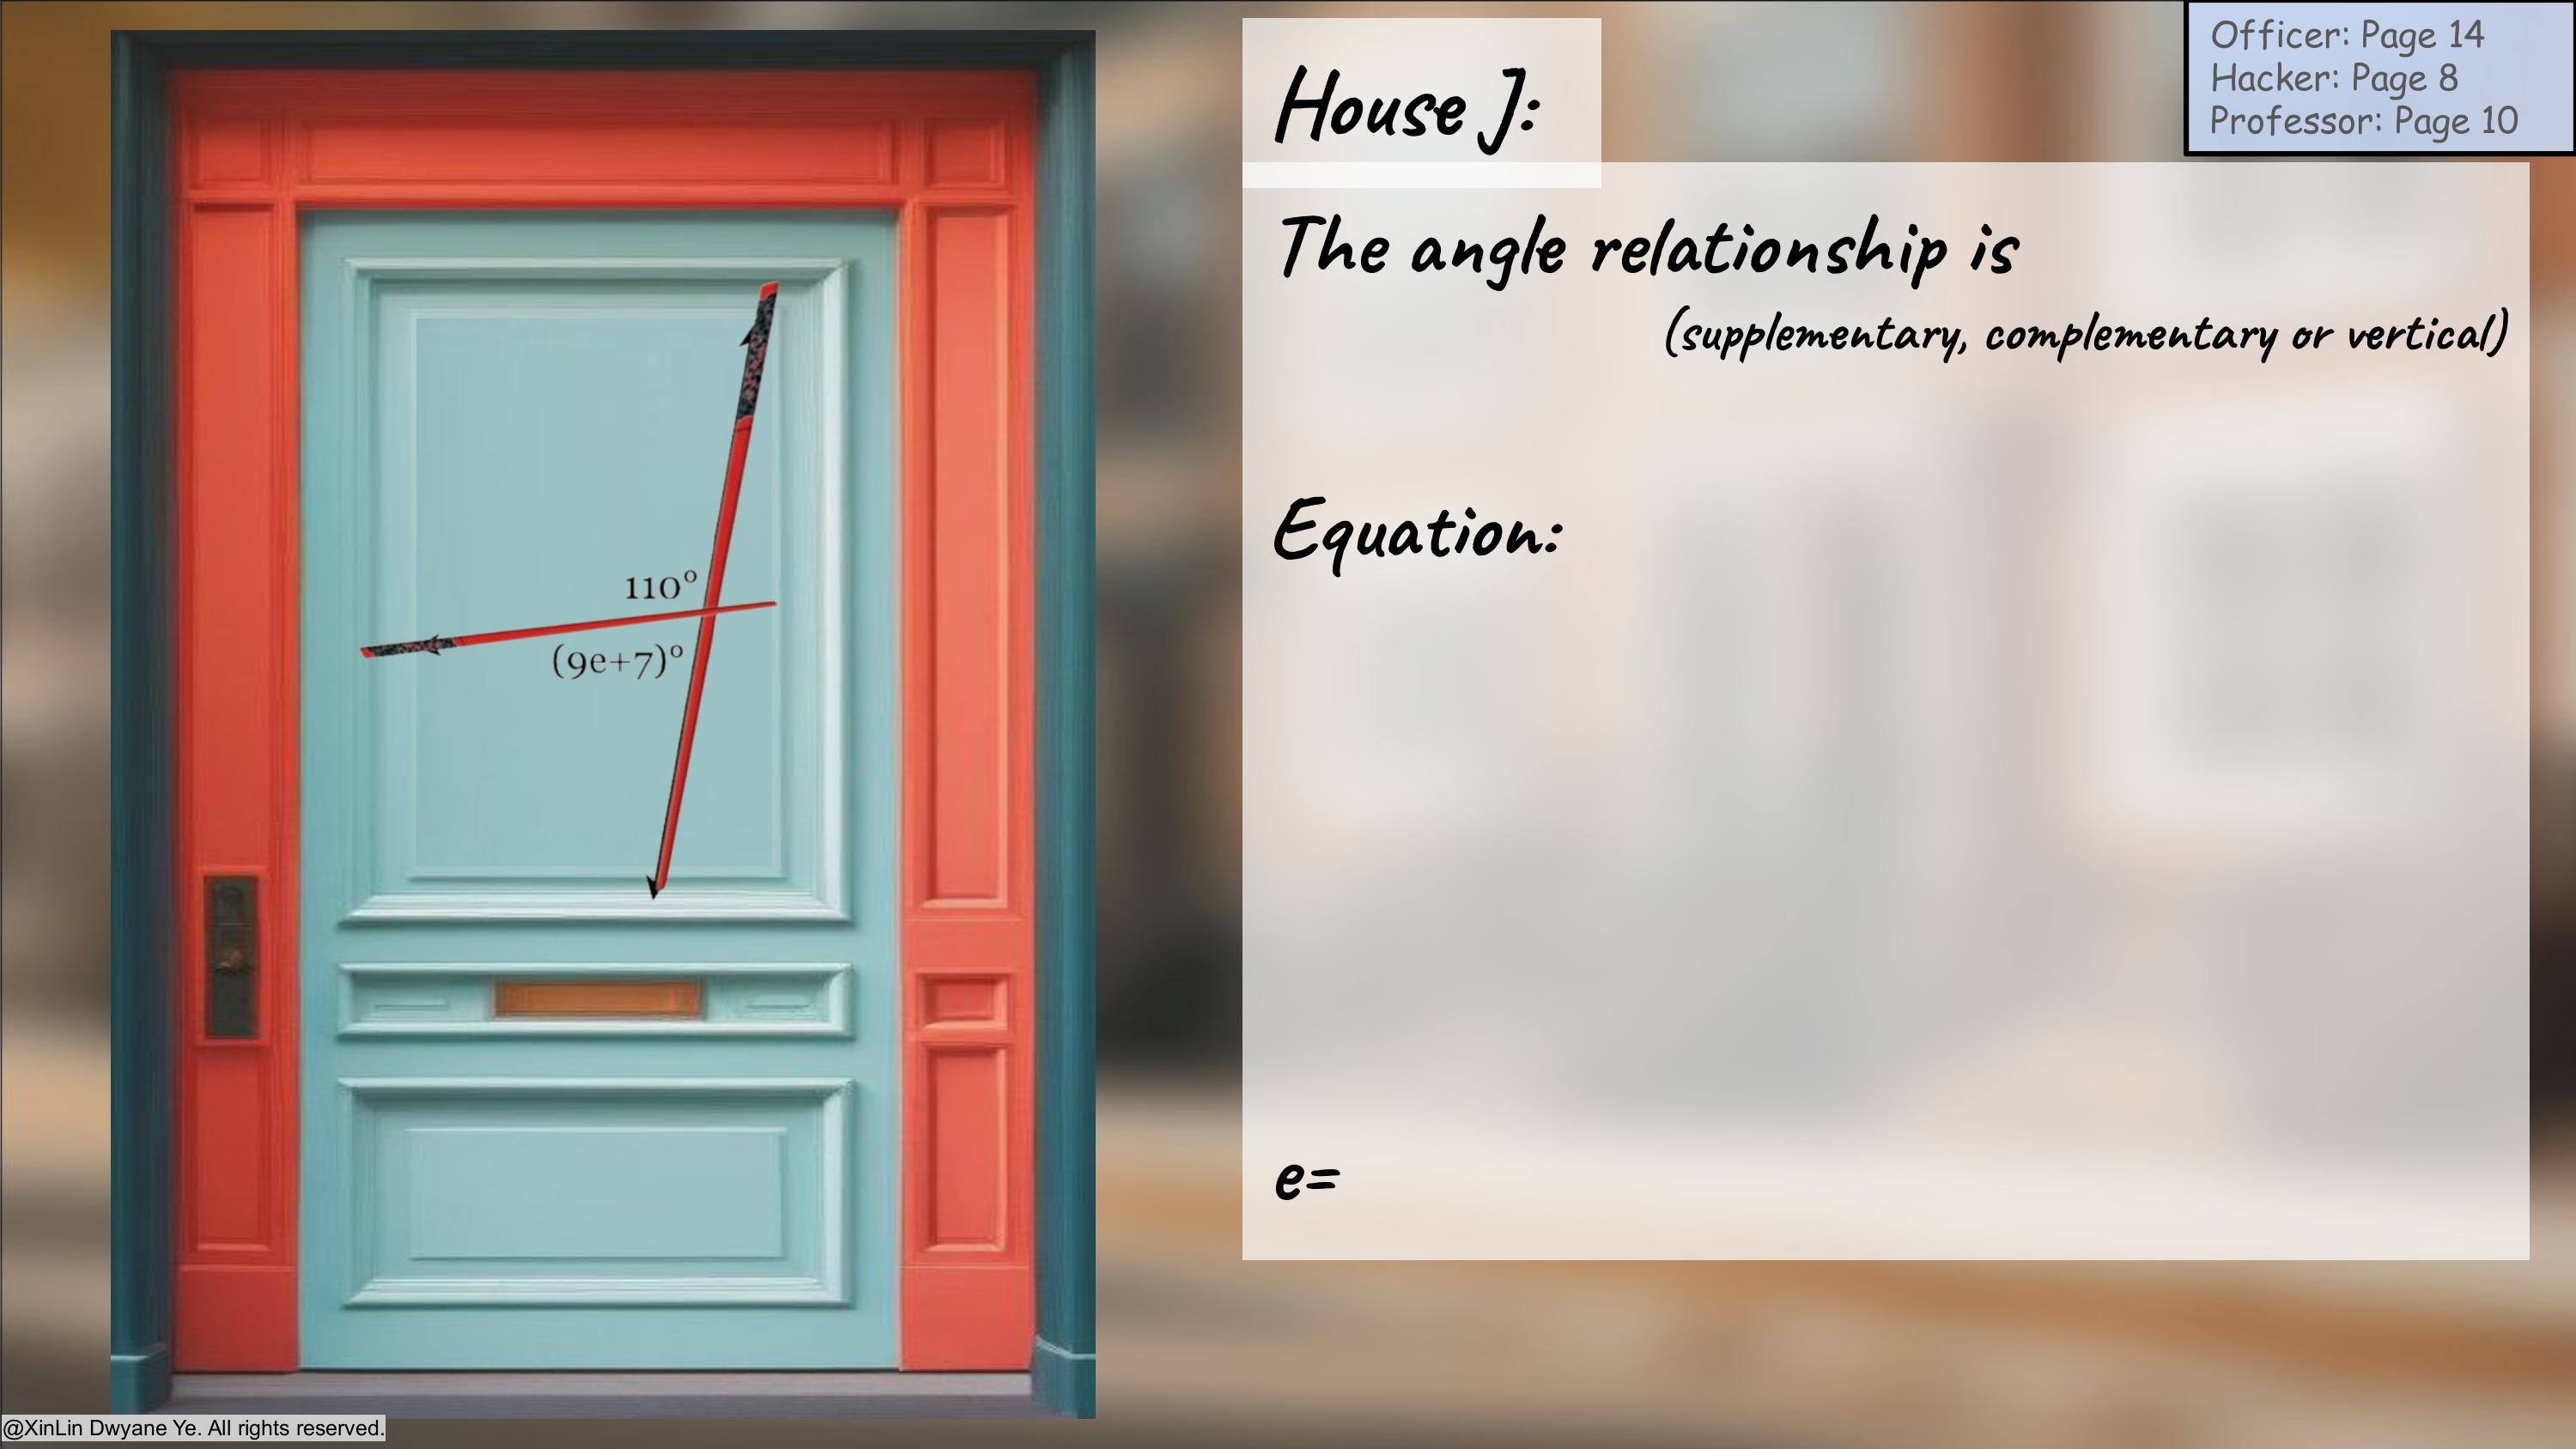 Officer: Page 14
Hacker: Page 8
Professor: Page 10
House J:
The angle relationship is
(supplementary, complementary or vertical)
Equation:
110°
(9e+7)°
e=
@XinLin Dwyane Ye. All rights reserved.